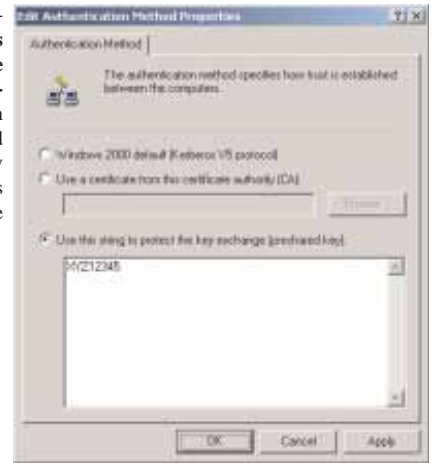 Edit Authentication Method Properties
Authentication Method
The authentication method specifies how trust is established
between the computers.
Windows 2000 default (Kerberos V5 protocol)
Use a certificate from this certificate authority (CA):
Browse...
Use this string to protect the key exchange (preshared key):
XYZ12345
OK Cancel Apply